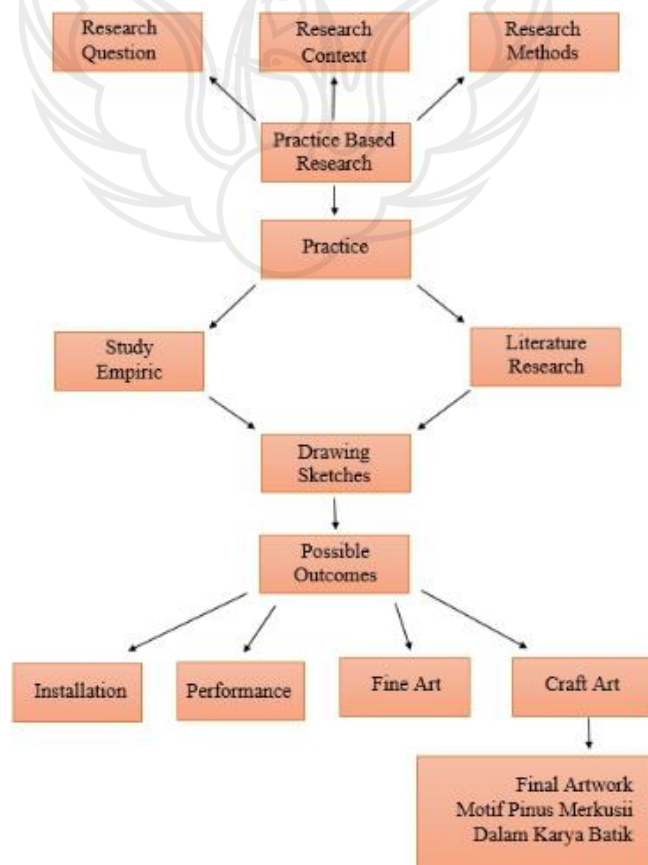 Research
Question
Research
Context
Research
Methods
Practice Based
Research
Practice
Study
Empiric
Literature
Research
Drawing
Sketches
Possible
Outcomes
Installation
Performance
Fine Art
Craft Art
Final Artwork
Motif Pinus Merkusii
Dalam Karya Batik